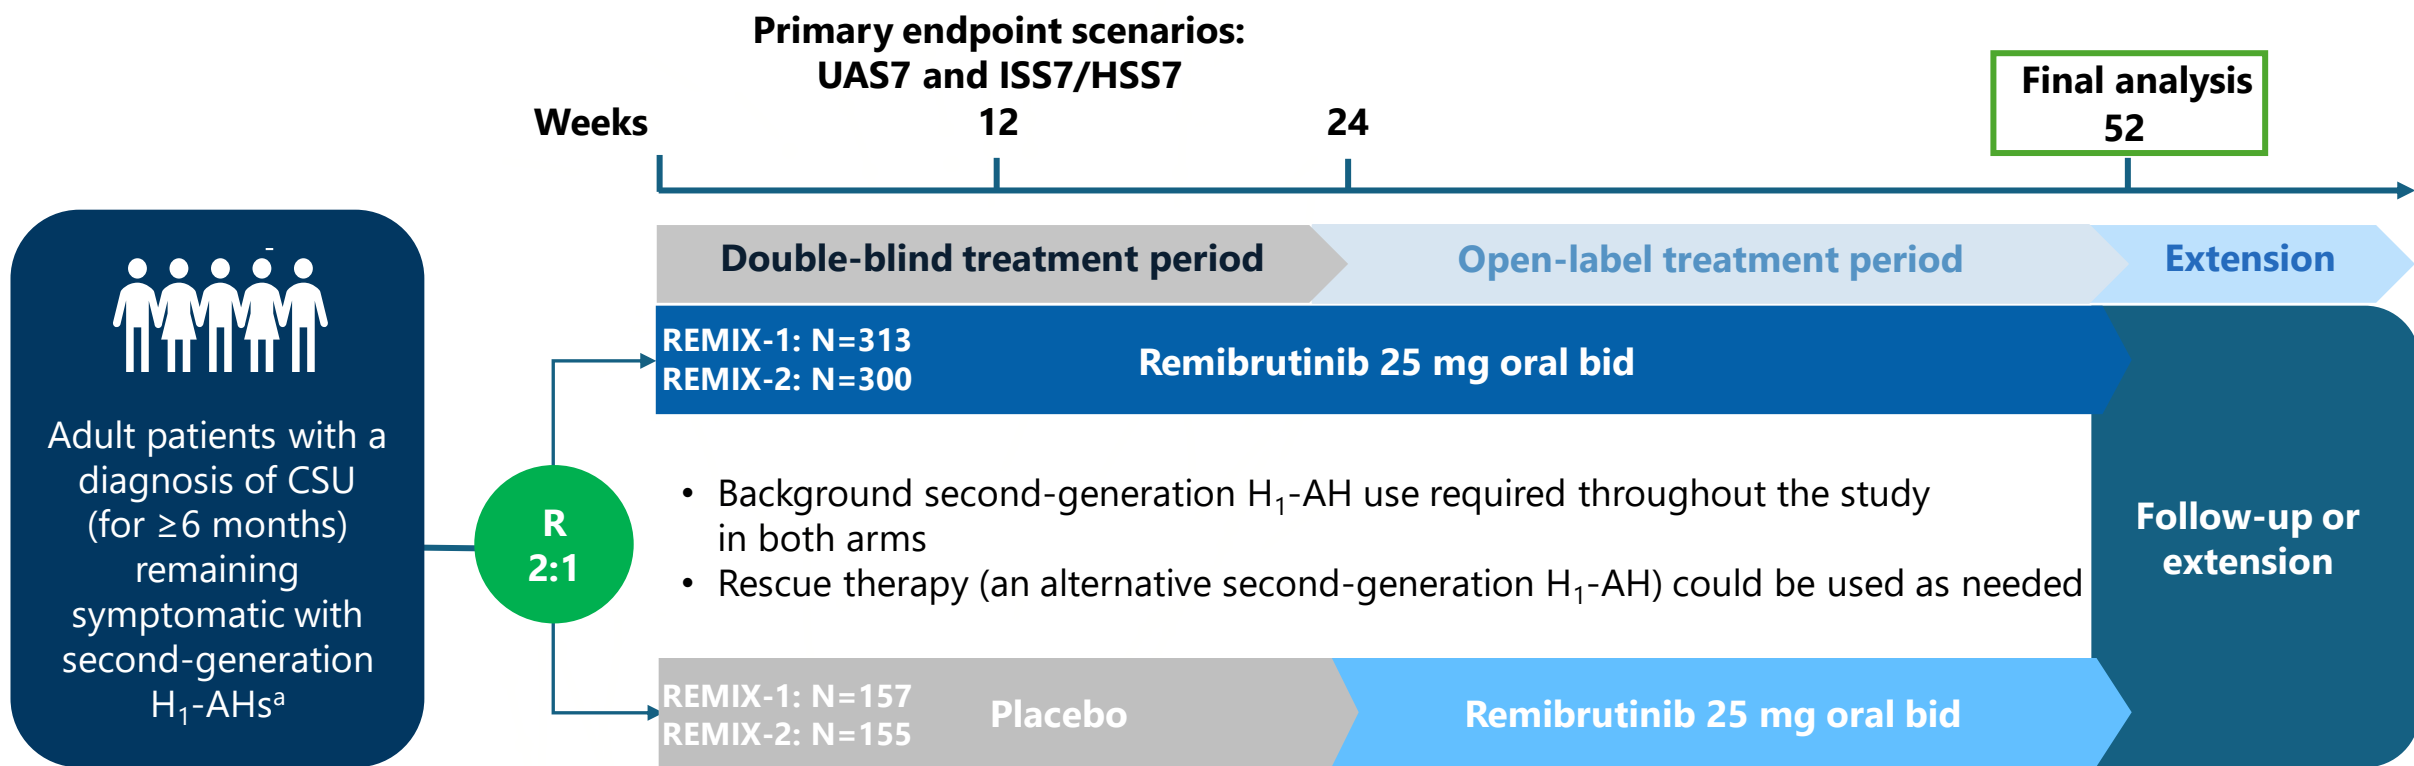 Primary endpoint scenarios:
UAS7 and ISS7/HSS7
Weeks
12
24
Final analysis
52
Double-blind treatment period
Open-label treatment period
Extension
-
Adult patients with a
diagnosis of CSU
(for ≥6 months)
remaining
symptomatic with
second-generation
H₁-AHsᵃ
R
2:1
REMIX-1: N=313
REMIX-2: N=300
Remibrutinib 25 mg oral bid
• Background second-generation H₁-AH use required throughout the study
in both arms
• Rescue therapy (an alternative second-generation H₁-AH) could be used as needed
Follow-up or
extension
REMIX-1: N=157
REMIX-2: N=155
Placebo
Remibrutinib 25 mg oral bid